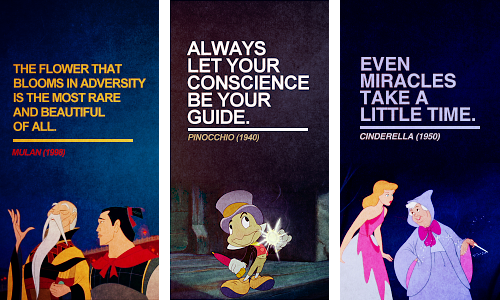 THE FLOWER THAT
BLOOMS IN ADVERSITY
IS THE MOST RARE
AND BEAUTIFUL
OF ALL.
MULAN (1998)
ALWAYS
LET YOUR
CONSCIENCE
BE YOUR
GUIDE.
PINOCCHIO (1940)
EVEN
MIRACLES
TAKE A
LITTLE TIME.
CINDERELLA (1950)